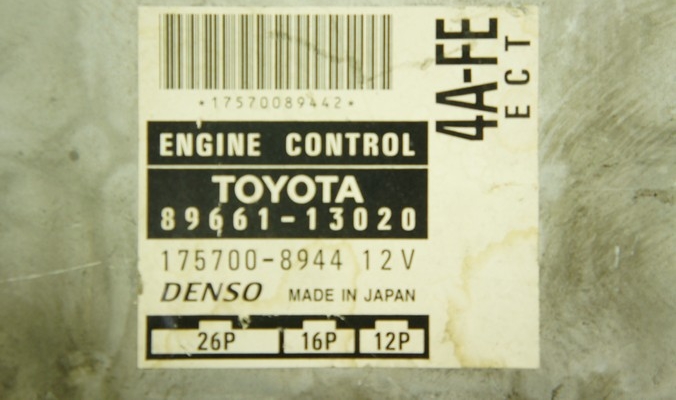 *17570089442*
4A-FE
ECT
ENGINE CONTROL
TOYOTA
89661-13020
175700-8944 12V
DENSO MADE IN JAPAN
26P 16P 12P